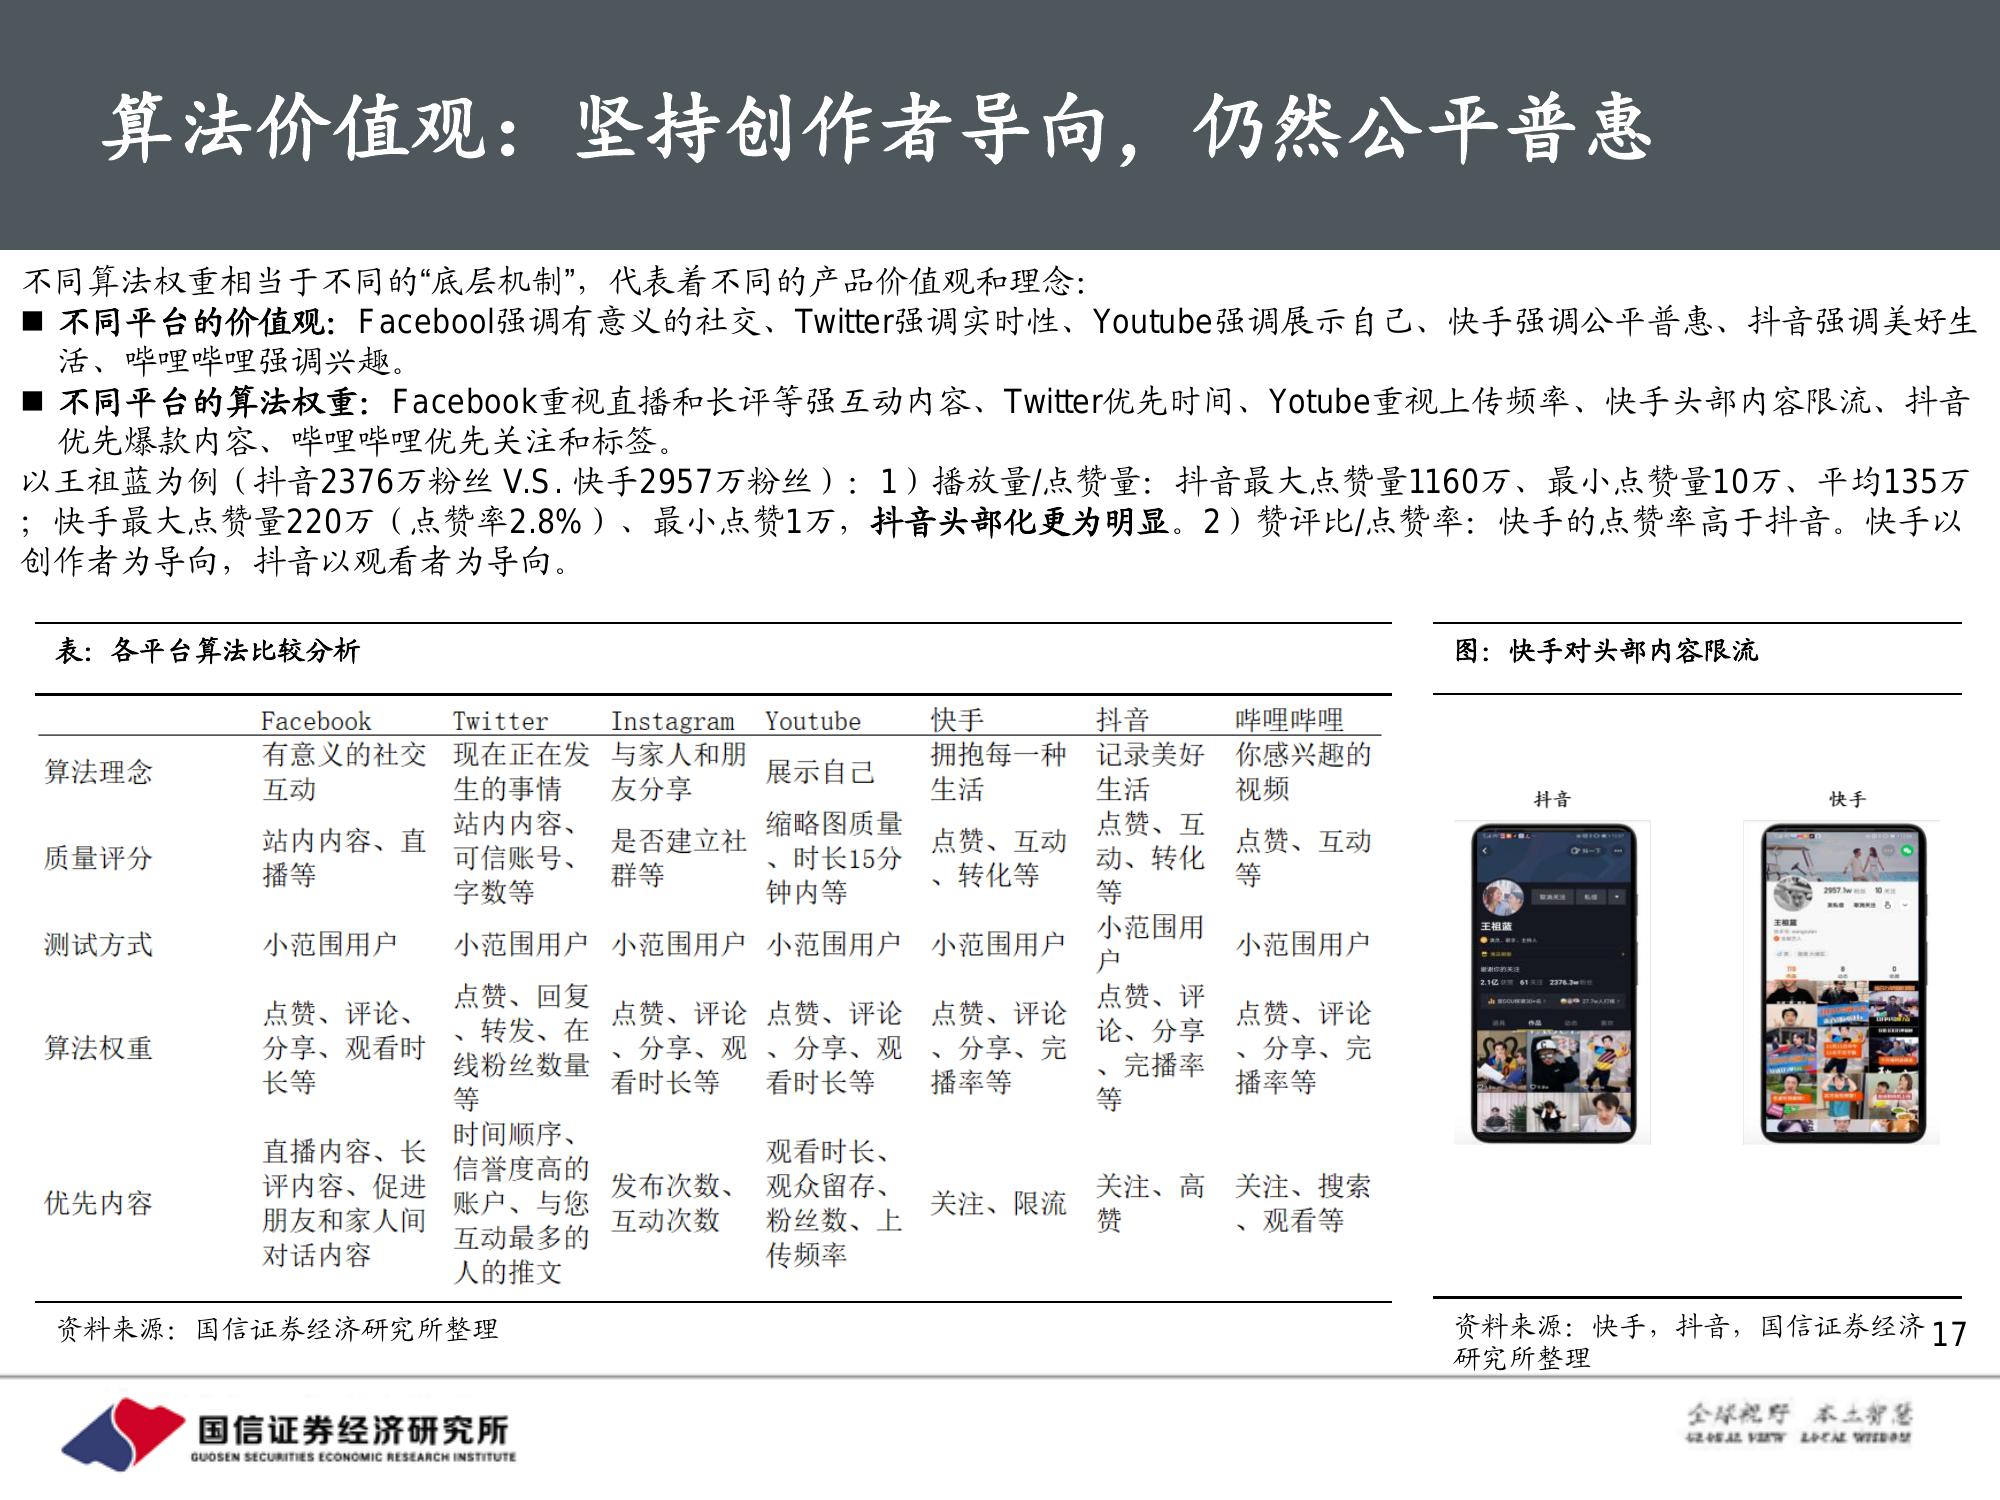 算法价值观：坚持创作者导向，仍然公平普惠
不同算法权重相当于不同的“底层机制”，代表着不同的产品价值观和理念：
■ 不同平台的价值观：Facebool强调有意义的社交、Twitter强调实时性、Youtube强调展示自己、快手强调公平普惠、抖音强调美好生
活、哔哩哔哩强调兴趣。
■ 不同平台的算法权重：Facebook重视直播和长评等强互动内容、Twitter优先时间、Yotube重视上传频率、快手头部内容限流、抖音
优先爆款内容、哔哩哔哩优先关注和标签。
以王祖蓝为例（抖音2376万粉丝 V.S. 快手2957万粉丝）：1）播放量/点赞量：抖音最大点赞量1160万、最小点赞量10万、平均135万
；快手最大点赞量220万（点赞率2.8%）、最小点赞1万，抖音头部化更为明显。2）赞评比/点赞率：快手的点赞率高于抖音。快手以
创作者为导向，抖音以观看者为导向。
表：各平台算法比较分析
Facebook Twitter Instagram Youtube 快手 抖音 哔哩哔哩
算法理念
有意义的社交
互动
现在正在发
生的事情
与家人和朋
友分享
展示自己
拥抱每一种
生活
记录美好
生活
你感兴趣的
视频
质量评分
站内内容、直
播等
站内内容、
可信账号、
字数等
是否建立社
群等
缩略图质量
、时长15分
钟内等
点赞、互动
、转化等
点赞、互
动、转化
等
点赞、互动
等
测试方式
小范围用户
小范围用户
小范围用户
小范围用户
小范围用户
小范围用
户
小范围用户
算法权重
点赞、评论、
分享、观看时
长等
点赞、回复
、转发、在
线粉丝数量
等
点赞、评论
、分享、观
看时长等
点赞、评论
、分享、观
看时长等
点赞、评论
、分享、完
播率等
点赞、评
论、分享
、完播率
等
点赞、评论
、分享、完
播率等
优先内容
直播内容、长
评内容、促进
朋友和家人间
对话内容
时间顺序、
信誉度高的
账户、与您
互动最多的
人的推文
发布次数、
互动次数
观看时长、
观众留存、
粉丝数、上
传频率
关注、限流
关注、高
赞
关注、搜索
、观看等
资料来源：国信证券经济研究所整理
图：快手对头部内容限流
抖音
王祖蓝
谢谢你的关注
2.1亿 获赞 61 关注 2376.3w 粉丝
作品
快手
2957.1w 粉丝 10 关注
取消关注
王祖蓝
资料来源：快手，抖音，国信证券经济
研究所整理
17
国信证券经济研究所
GUOSEN SECURITIES ECONOMIC RESEARCH INSTITUTE
全球视野 本土智慧
GLOBAL VIEW LOCAL WISDOM